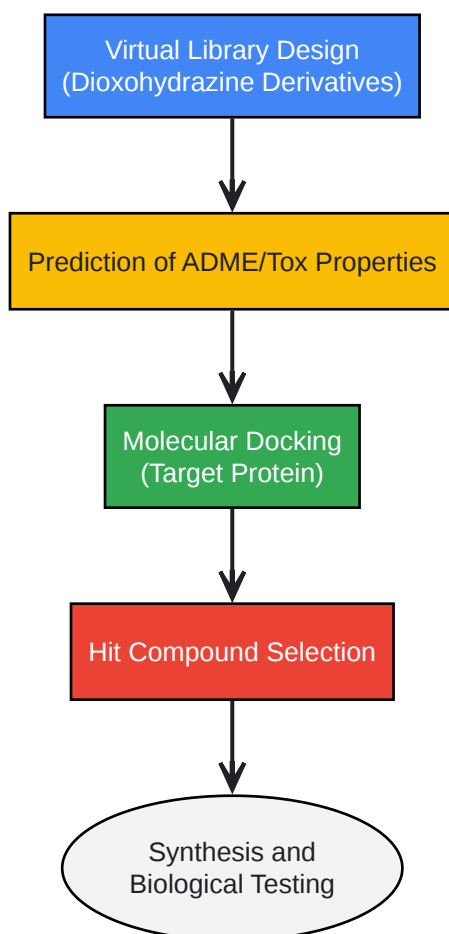 Virtual Library Design
(Dioxohydrazine Derivatives)
Prediction of ADME/Tox Properties
Molecular Docking
(Target Protein)
Hit Compound Selection
Synthesis and
Biological Testing